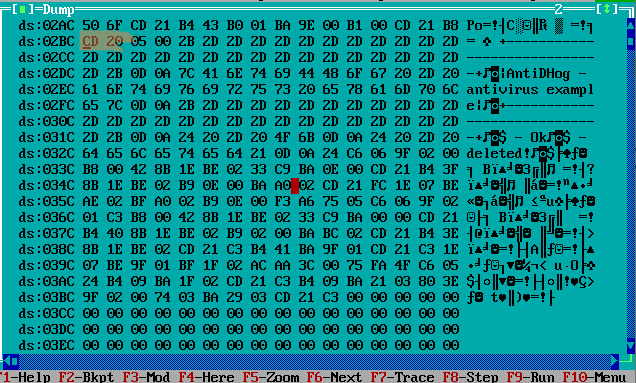 [■]=Dump 2 [↕]
ds:02AC 50 6F CD 21 B4 43 B0 01 BA 9E 00 B1 00 CD 21 B8
ds:02BC CD 20 05 00 2B 2D 2D 2D 2D 2D 2D 2D 2D 2D 2D 2D
ds:02CC 2D 2D 2D 2D 2D 2D 2D 2D 2D 2D 2D 2D 2D 2D 2D 2D
ds:02DC 2D 2D 2B 0D 0A 7C 41 6E 74 69 44 48 6F 67 20 2D 20 -+♪◙|AntiDHog -
ds:02EC 61 6E 74 69 76 69 72 75 73 20 65 78 61 6D 70 6C antivirus exampl
ds:02FC 65 7C 0D 0A 2B 2D 2D 2D 2D 2D 2D 2D 2D 2D 2D 2D e|♪◙+-----------
ds:030C 2D 2D 2D 2D 2D 2D 2D 2D 2D 2D 2D 2D 2D 2D 2D 2D ----------------
ds:031C 2D 2B 0D 0A 24 20 20 2D 20 4F 6B 0D 0A 24 20 2D 20 -+♪◙$ - Ok♪◙$ -
ds:032C 64 65 6C 65 74 65 64 21 0D 0A 24 C6 06 9F 02 00
ds:033C B8 00 42 8B 1E BE 02 33 C9 BA 0E 00 CD 21 B4 3F
ds:034C 8B 1E BE 02 B9 0E 00 BA A0 02 CD 21 FC 1E 07 BE
ds:035C AE 02 BF A0 02 B9 0E 00 F3 A6 75 05 C6 06 9F 02
ds:036C 01 C3 B8 00 42 8B 1E BE 02 33 C9 BA 00 00 CD 21
ds:037C B4 40 8B 1E BE 02 B9 02 00 BA BC 02 CD 21 B4 3E
ds:038C 8B 1E BE 02 CD 21 C3 B4 41 BA 9F 01 CD 21 C3 1E
ds:039C 07 BE 9F 01 BF 1F 02 AC AA 3C 00 75 FA 4F C6 05
ds:03AC 24 B4 09 BA 1F 02 CD 21 C3 B4 09 BA 21 03 80 3E
ds:03BC 9F 02 00 74 03 BA 29 03 CD 21 C3 00 00 00 00 00
ds:03CC 00 00 00 00 00 00 00 00 00 00 00 00 00 00 00 00
ds:03DC 00 00 00 00 00 00 00 00 00 00 00 00 00 00 00 00
ds:03EC 00 00 00 00 00 00 00 00 00 00 00 00 00 00 00 00
1-Help F2-Bkpt F3-Mod F4-Here F5-Zoom F6-Next F7-Trace F8-Step F9-Run F10-Menu